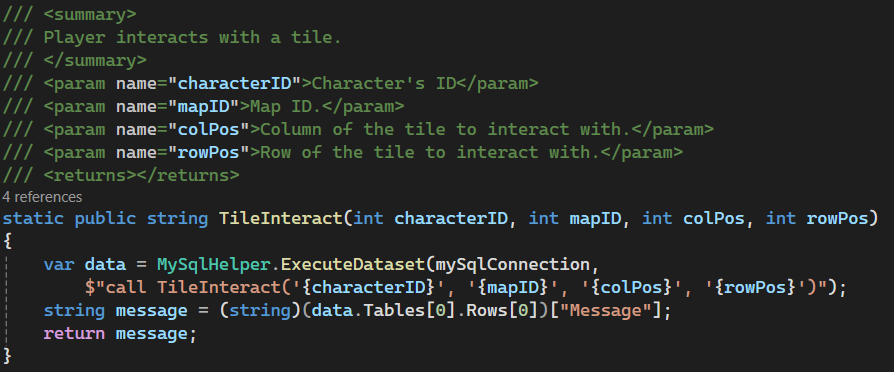 /// <summary>
/// Player interacts with a tile.
/// </summary>
/// <param name="characterID">Character's ID</param>
/// <param name="mapID">Map ID.</param>
/// <param name="colPos">Column of the tile to interact with.</param>
/// <param name="rowPos">Row of the tile to interact with.</param>
/// <returns></returns>
4 references
static public string TileInteract(int characterID, int mapID, int colPos, int rowPos)
{
    var data = MySqlHelper.ExecuteDataset(mySqlConnection,
        $"call TileInteract('{characterID}', '{mapID}', '{colPos}', '{rowPos}')");
    string message = (string)(data.Tables[0].Rows[0])["Message"];
    return message;
}